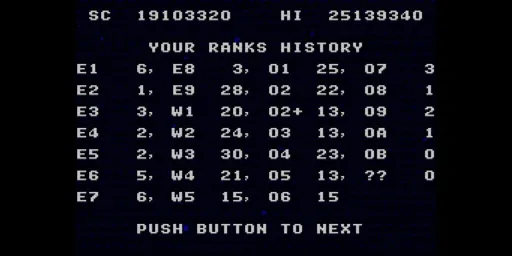 SC 19103320 HI 25139340
YOUR RANKS HISTORY
E1 6, E8 3, O1 25, O7 3
E2 1, E9 28, O2 22, O8 1
E3 3, W1 20, O2+ 13, O9 2
E4 2, W2 24, O3 13, OA 1
E5 2, W3 30, O4 23, OB 0
E6 5, W4 21, O5 13, ?? 0
E7 6, W5 15, O6 15
PUSH BUTTON TO NEXT